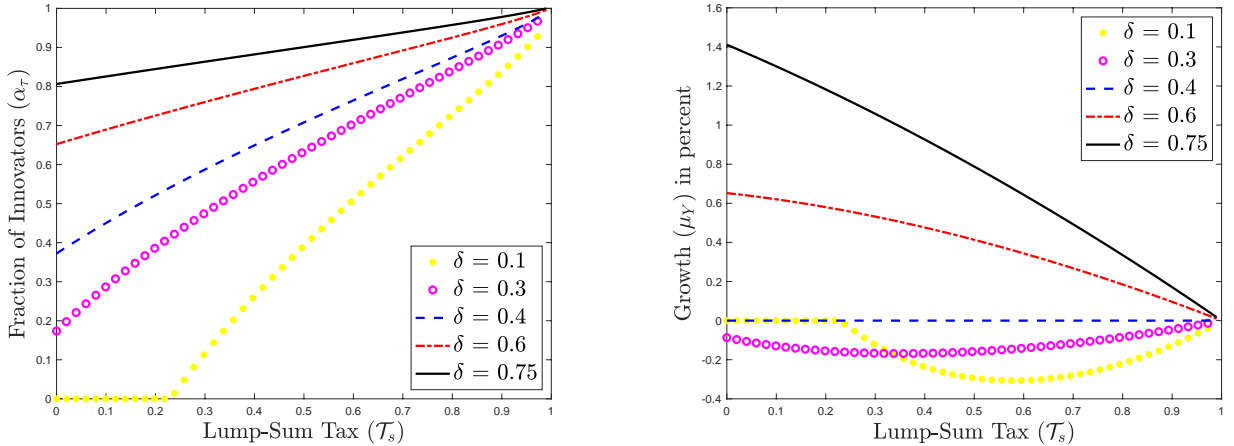 Fraction of Innovators (α_τ)
1
0.9
0.8
0.7
0.6
0.5
0.4
0.3
0.2
0.1
0
0 0.1 0.2 0.3 0.4 0.5 0.6 0.7 0.8 0.9 1
Lump-Sum Tax (𝒯_s)
δ = 0.1
δ = 0.3
δ = 0.4
δ = 0.6
δ = 0.75
Growth (μ_Y) in percent
1.6
1.4
1.2
1
0.8
0.6
0.4
0.2
0
-0.2
-0.4
0 0.1 0.2 0.3 0.4 0.5 0.6 0.7 0.8 0.9 1
Lump-Sum Tax (𝒯_s)
δ = 0.1
δ = 0.3
δ = 0.4
δ = 0.6
δ = 0.75